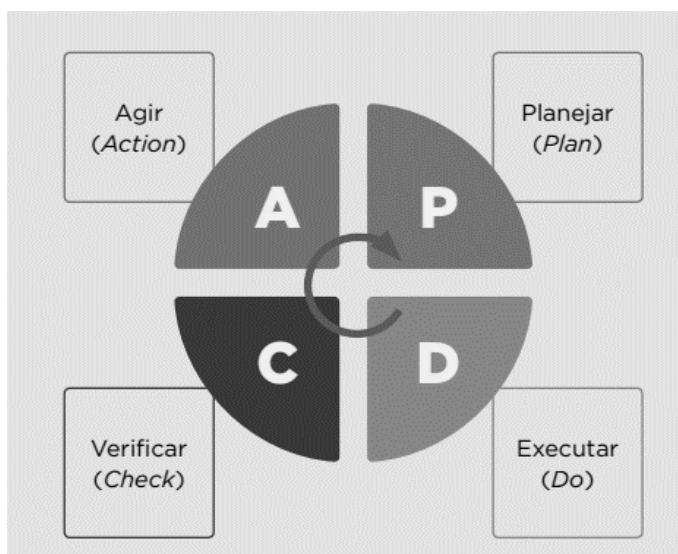 Agir
(Action)
Planejar
(Plan)
A
P
C
D
Verificar
(Check)
Executar
(Do)